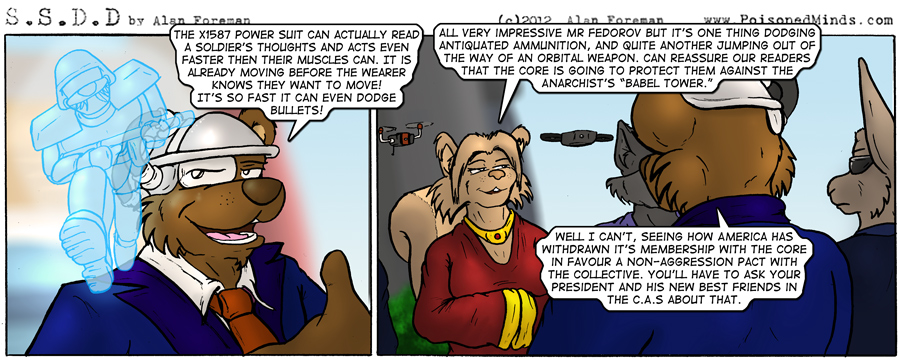 S.S.D.D by Alan Foreman
(c)2012 Alan Foreman
www.PoisonedMinds.com
THE X1587 POWER SUIT CAN ACTUALLY READ
A SOLDIER'S THOUGHTS AND ACTS EVEN
FASTER THEN THEIR MUSCLES CAN. IT IS
ALREADY MOVING BEFORE THE WEARER
KNOWS THEY WANT TO MOVE!
IT'S SO FAST IT CAN EVEN DODGE
BULLETS!
ALL VERY IMPRESSIVE MR FEDOROV BUT IT'S ONE THING DODGING
ANTIQUATED AMMUNITION, AND QUITE ANOTHER JUMPING OUT OF
THE WAY OF AN ORBITAL WEAPON. CAN REASSURE OUR READERS
THAT THE CORE IS GOING TO PROTECT THEM AGAINST THE
ANARCHIST'S "BABEL TOWER."
WELL I CAN'T, SEEING HOW AMERICA HAS
WITHDRAWN IT'S MEMBERSHIP WITH THE CORE
IN FAVOUR A NON-AGGRESSION PACT WITH
THE COLLECTIVE. YOU'LL HAVE TO ASK YOUR
PRESIDENT AND HIS NEW BEST FRIENDS IN
THE C.A.S ABOUT THAT.